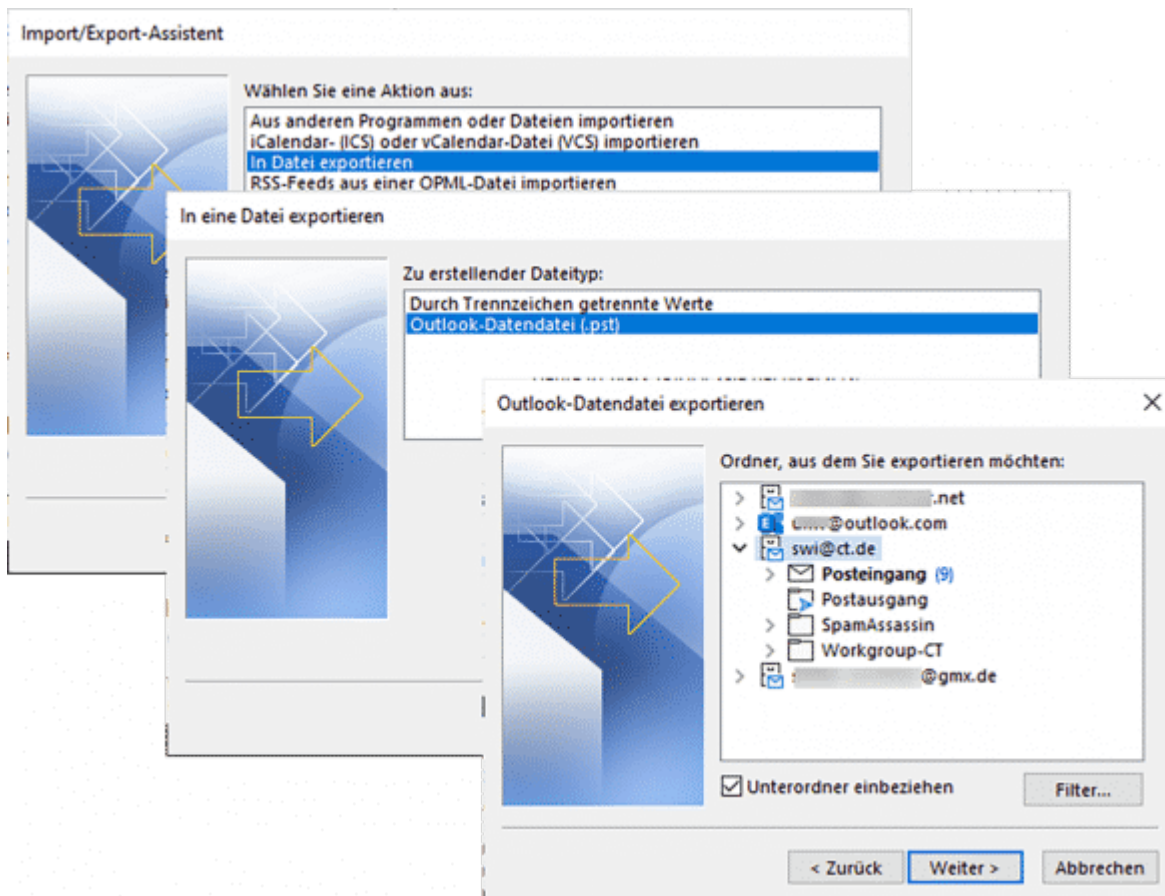 Import/Export-Assistent
Wählen Sie eine Aktion aus:
Aus anderen Programmen oder Dateien importieren
iCalendar- (ICS) oder vCalendar-Datei (VCS) importieren
In Datei exportieren
RSS-Feeds aus einer OPML-Datei importieren
In eine Datei exportieren
Zu erstellender Dateityp:
Durch Trennzeichen getrennte Werte
Outlook-Datendatei (.pst)
Outlook-Datendatei exportieren
Ordner, aus dem Sie exportieren möchten:
.net
@outlook.com
swi@ct.de
Posteingang (9)
Postausgang
SpamAssassin
Workgroup-CT
@gmx.de
Unterordner einbeziehen
Filter...
< Zurück
Weiter >
Abbrechen